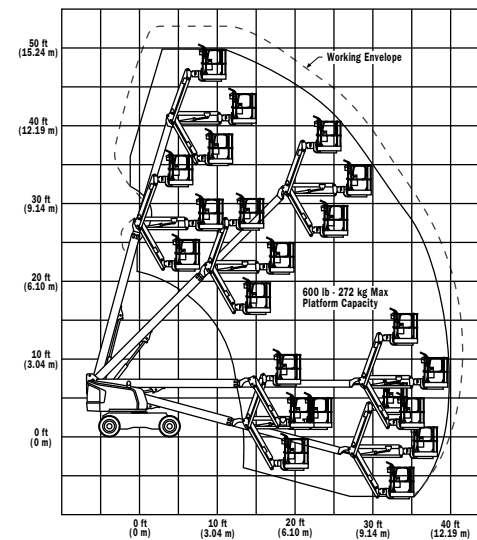 50 ft
(15.24 m)
Working Envelope
40 ft
(12.19 m)
30 ft
(9.14 m)
20 ft
(6.10 m)
600 lb - 272 kg Max
Platform Capacity
10 ft
(3.04 m)
0 ft
(0 m)
0 ft
(0 m)
10 ft
(3.04 m)
20 ft
(6.10 m)
30 ft
(9.14 m)
40 ft
(12.19 m)